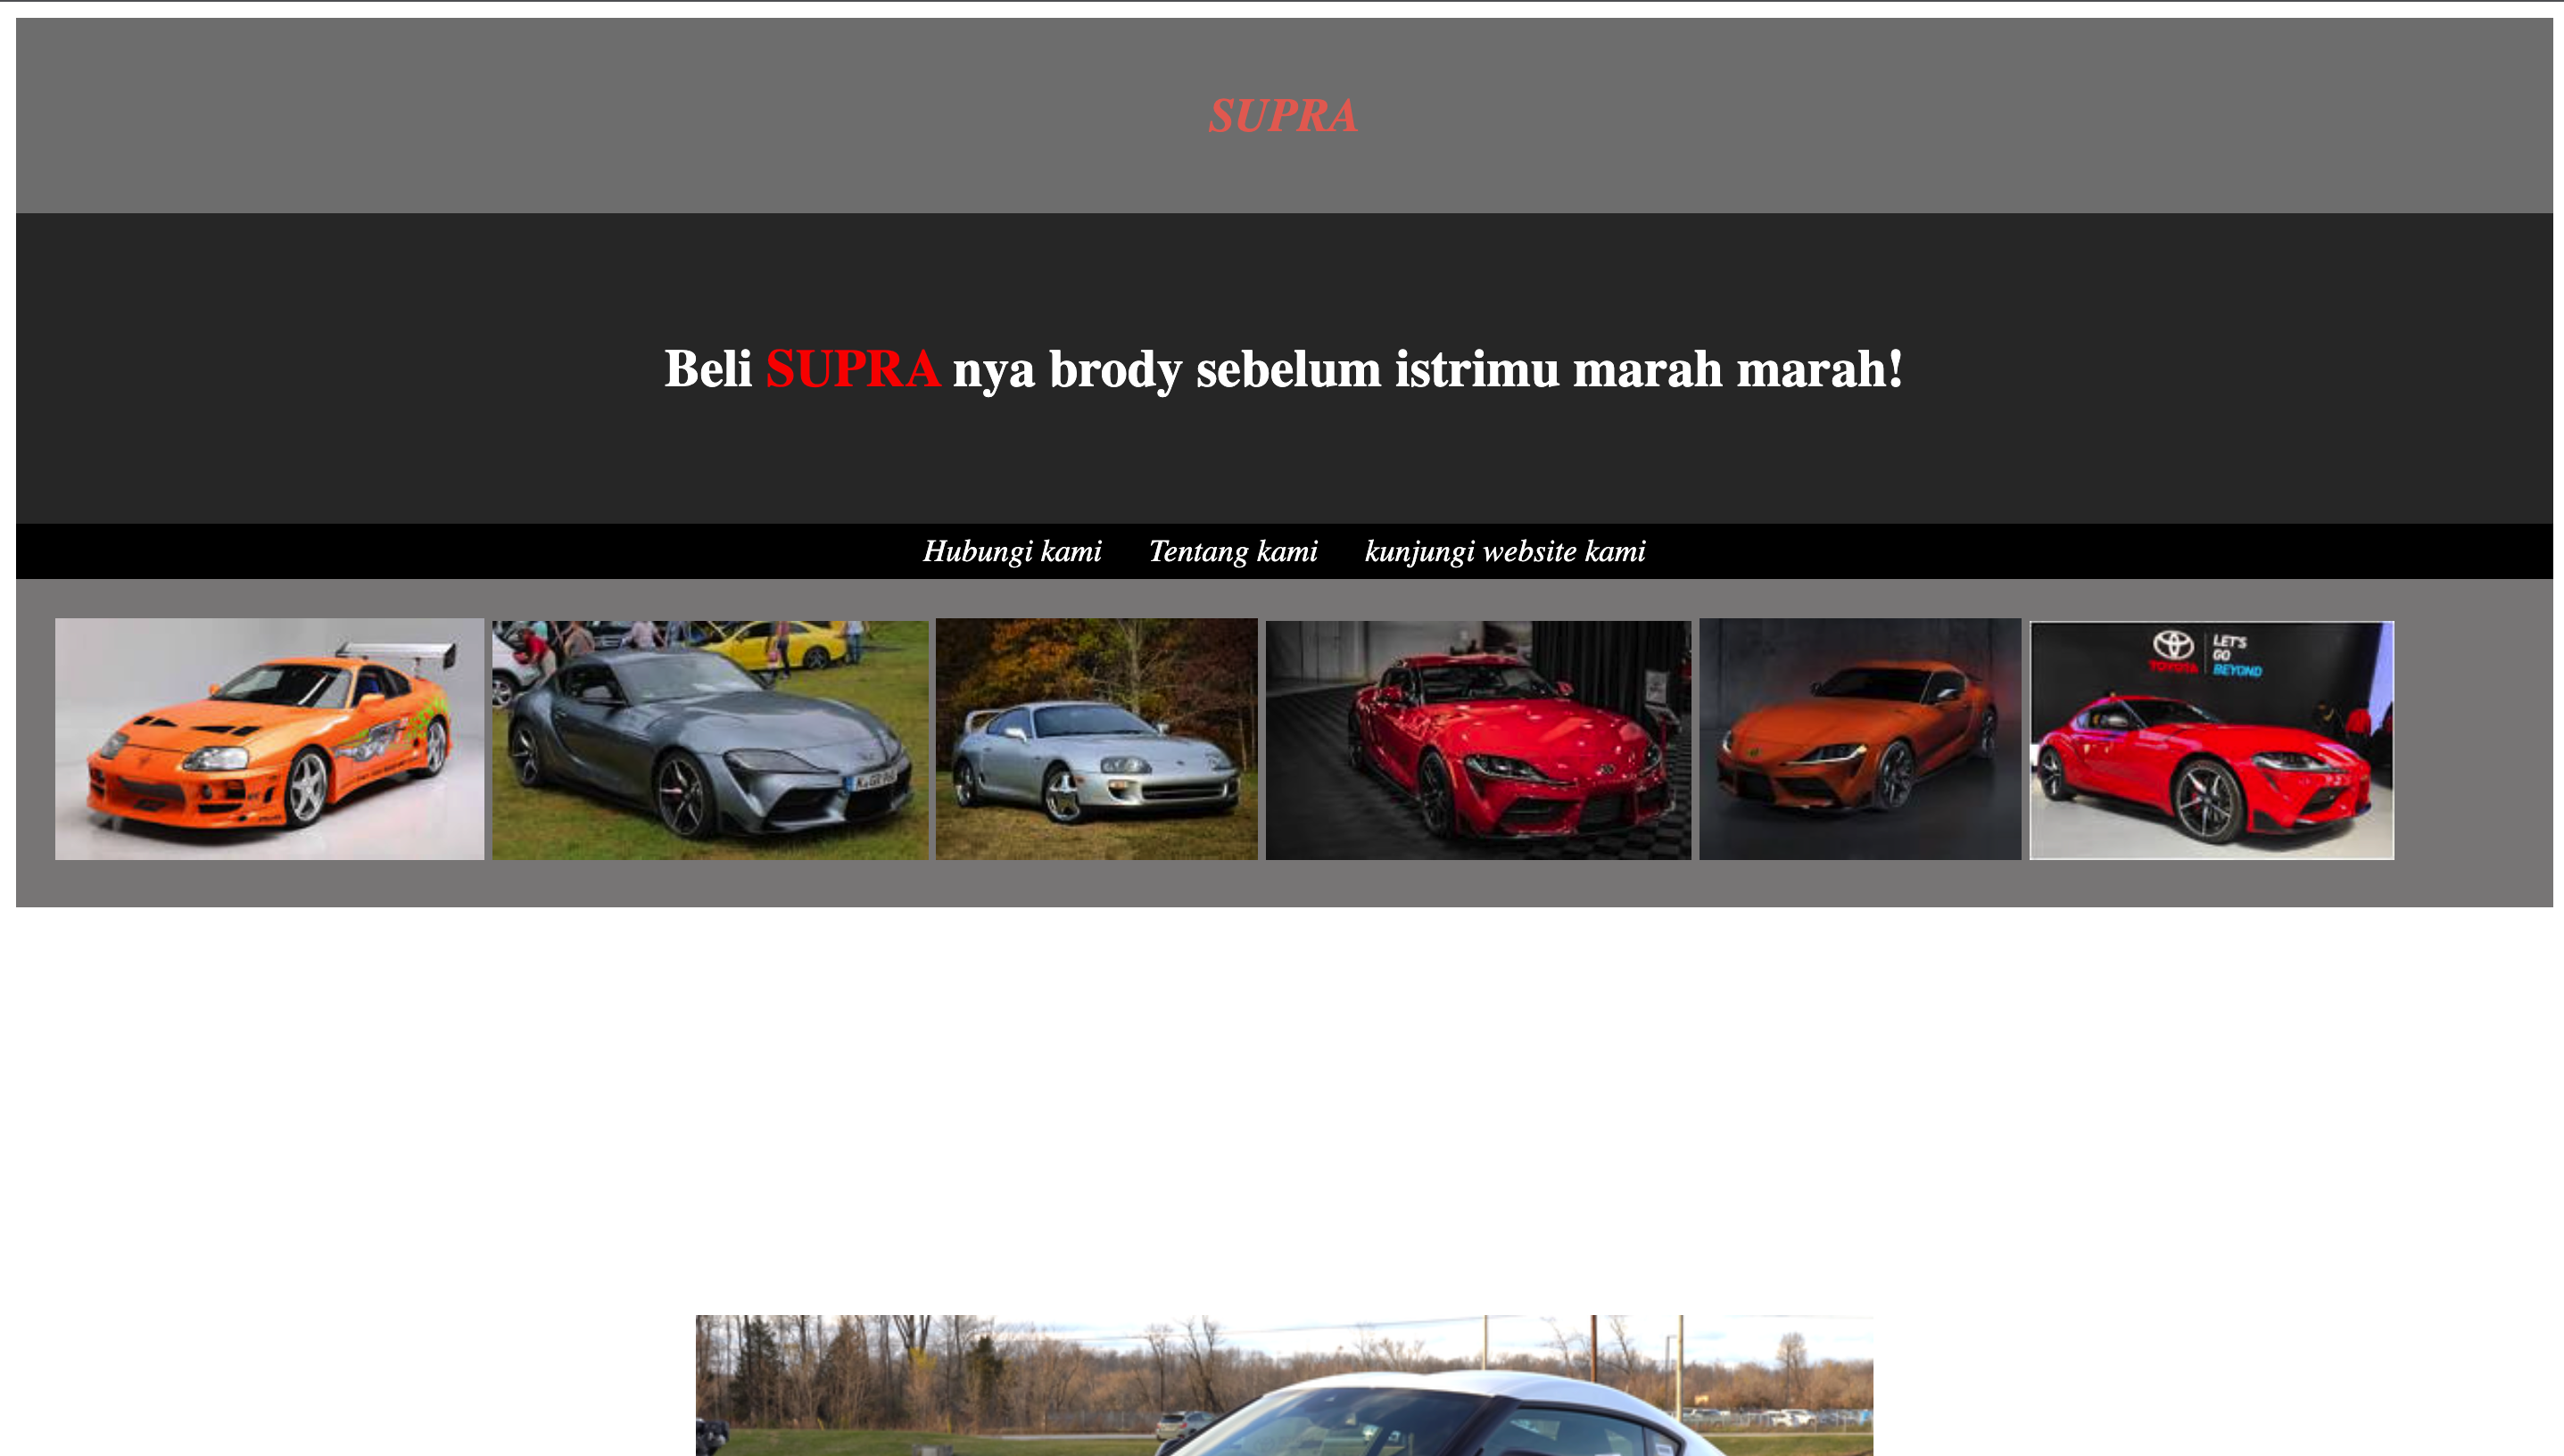 SUPRA
Beli SUPRA nya brody sebelum istrimu marah marah!
Hubungi kami Tentang kami kunjungi website kami
TOYOTA
LET'S
GO
BEYOND